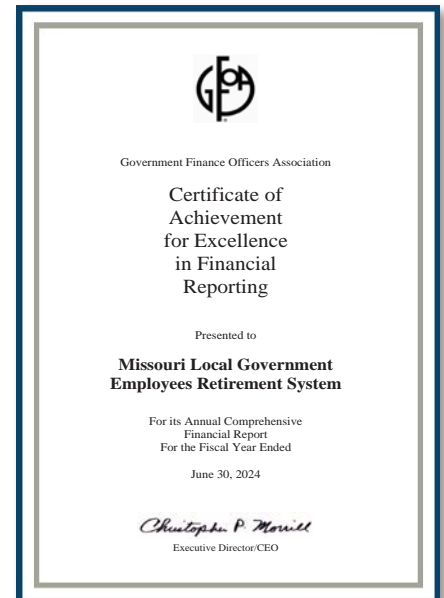 GFOA
Government Finance Officers Association
Certificate of
Achievement
for Excellence
in Financial
Reporting
Presented to
Missouri Local Government
Employees Retirement System
For its Annual Comprehensive
Financial Report
For the Fiscal Year Ended
June 30, 2024
Christopher P. Morrill
Executive Director/CEO